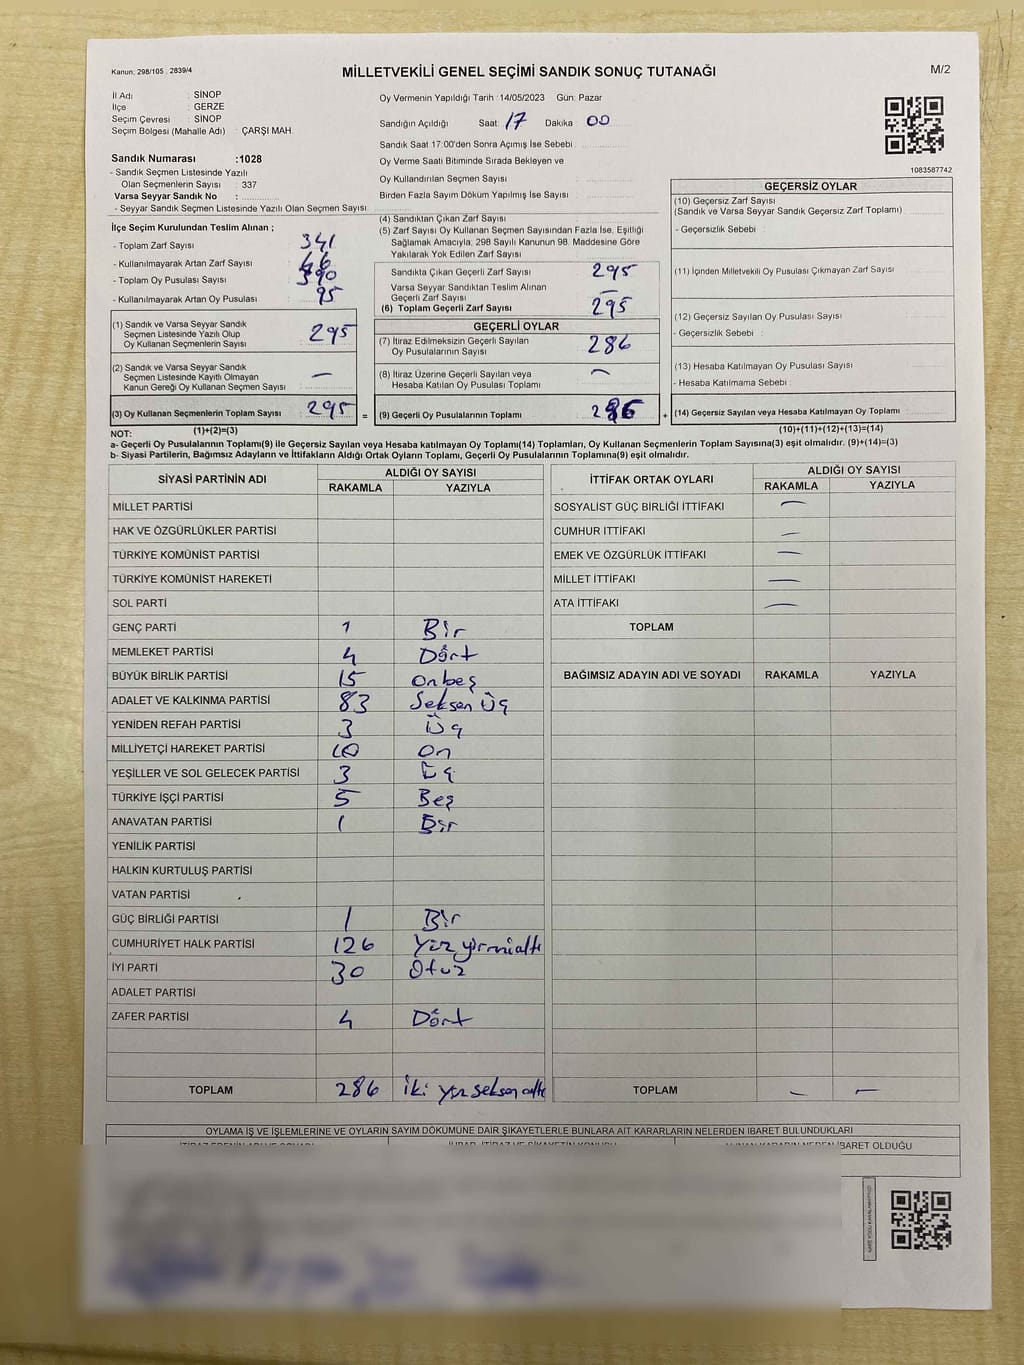 Kanun: 298/105 , 2839/4
MİLLETVEKİLİ GENEL SEÇİMİ SANDIK SONUÇ TUTANAĞI
M/2
İl Adı : SİNOP
İlçe : GERZE
Seçim Çevresi : SİNOP
Seçim Bölgesi (Mahalle Adı) : ÇARŞI MAH.
Sandık Numarası :1028
- Sandık Seçmen Listesinde Yazılı
Olan Seçmenlerin Sayısı : 337
Varsa Seyyar Sandık No :
- Seyyar Sandık Seçmen Listesinde Yazılı Olan Seçmen Sayısı :
Oy Vermenin Yapıldığı Tarih : 14/05/2023 Gün: Pazar
Sandığın Açıldığı Saat: 17 Dakika : 00
Sandık Saat 17:00'den Sonra Açımış İse Sebebi :
Oy Verme Saati Bitiminde Sırada Bekleyen ve
Oy Kullandırılan Seçmen Sayısı :
Birden Fazla Sayım Döküm Yapılmış İse Sayısı :
1083587742
İlçe Seçim Kurulundan Teslim Alınan ;
- Toplam Zarf Sayısı : 341
- Kullanılmayarak Artan Zarf Sayısı : 46
- Toplam Oy Pusulası Sayısı : 390
- Kullanılmayarak Artan Oy Pusulası : 95
(1) Sandık ve Varsa Seyyar Sandık
Seçmen Listesinde Yazılı Olup
Oy Kullanan Seçmenlerin Sayısı : 295
(2) Sandık ve Varsa Seyyar Sandık
Seçmen Listesinde Kayıtlı Olmayan
Kanun Gereği Oy Kullanan Seçmen Sayısı : —
(3) Oy Kullanan Seçmenlerin Toplam Sayısı : 295 =
(1)+(2)=(3)
(4) Sandıktan Çıkan Zarf Sayısı :
(5) Zarf Sayısı Oy Kullanan Seçmen Sayısından Fazla İse, Eşitliği
Sağlamak Amacıyla, 298 Sayılı Kanunun 98. Maddesine Göre
Yakılarak Yok Edilen Zarf Sayısı :
Sandıkta Çıkan Geçerli Zarf Sayısı : 295
Varsa Seyyar Sandıktan Teslim Alınan
Geçerli Zarf Sayısı : —
(6) Toplam Geçerli Zarf Sayısı : 295
GEÇERLİ OYLAR
(7) İtiraz Edilmeksizin Geçerli Sayılan
Oy Pusulalarının Sayısı : 286
(8) İtiraz Üzerine Geçerli Sayılan veya
Hesaba Katılan Oy Pusulası Toplamı : —
(9) Geçerli Oy Pusulalarının Toplamı : 286 +
GEÇERSİZ OYLAR
(10) Geçersiz Zarf Sayısı
(Sandık ve Varsa Seyyar Sandık Geçersiz Zarf Toplamı) :
- Geçersizlik Sebebi :
(11) İçinden Milletvekili Oy Pusulası Çıkmayan Zarf Sayısı :
(12) Geçersiz Sayılan Oy Pusulası Sayısı :
- Geçersizlik Sebebi :
(13) Hesaba Katılmayan Oy Pusulası Sayısı :
- Hesaba Katılmama Sebebi :
(14) Geçersiz Sayılan veya Hesaba Katılmayan Oy Toplamı :
(10)+(11)+(12)+(13)=(14)
NOT:
a- Geçerli Oy Pusulalarının Toplamı(9) ile Geçersiz Sayılan veya Hesaba katılmayan Oy Toplamı(14) Toplamları, Oy Kullanan Seçmenlerin Toplam Sayısına(3) eşit olmalıdır. (9)+(14)=(3)
b- Siyasi Partilerin, Bağımsız Adayların ve İttifakların Aldığı Ortak Oyların Toplamı, Geçerli Oy Pusulalarının Toplamına(9) eşit olmalıdır.
SİYASİ PARTİNİN ADI ALDIĞI OY SAYISI
RAKAMLA YAZIYLA
MİLLET PARTİSİ
HAK VE ÖZGÜRLÜKLER PARTİSİ
TÜRKİYE KOMÜNİST PARTİSİ
TÜRKİYE KOMÜNİST HAREKETİ
SOL PARTİ
GENÇ PARTİ 1 Bir
MEMLEKET PARTİSİ 4 Dört
BÜYÜK BİRLİK PARTİSİ 15 Onbeş
ADALET VE KALKINMA PARTİSİ 83 Seksen Üç
YENİDEN REFAH PARTİSİ 3 Üç
MİLLİYETÇİ HAREKET PARTİSİ 10 On
YEŞİLLER VE SOL GELECEK PARTİSİ 3 Üç
TÜRKİYE İŞÇİ PARTİSİ 5 Beş
ANAVATAN PARTİSİ 1 Bir
YENİLİK PARTİSİ
HALKIN KURTULUŞ PARTİSİ
VATAN PARTİSİ
GÜÇ BİRLİĞİ PARTİSİ 1 Bir
CUMHURİYET HALK PARTİSİ 126 Yüz yirmialtı
İYİ PARTİ 30 Otuz
ADALET PARTİSİ
ZAFER PARTİSİ 4 Dört
TOPLAM 286 İki yüz seksen altı
İTTİFAK ORTAK OYLARI ALDIĞI OY SAYISI
RAKAMLA YAZIYLA
SOSYALİST GÜÇ BİRLİĞİ İTTİFAKI —
CUMHUR İTTİFAKI —
EMEK VE ÖZGÜRLÜK İTTİFAKI —
MİLLET İTTİFAKI —
ATA İTTİFAKI —
TOPLAM
BAĞIMSIZ ADAYIN ADI VE SOYADI RAKAMLA YAZIYLA
TOPLAM — —
OYLAMA İŞ VE İŞLEMLERİNE VE OYLARIN SAYIM DÖKÜMÜNE DAİR ŞİKAYETLERLE BUNLARA AİT KARARLARIN NELERDEN İBARET BULUNDUKLARI
İBARET OLDUĞU